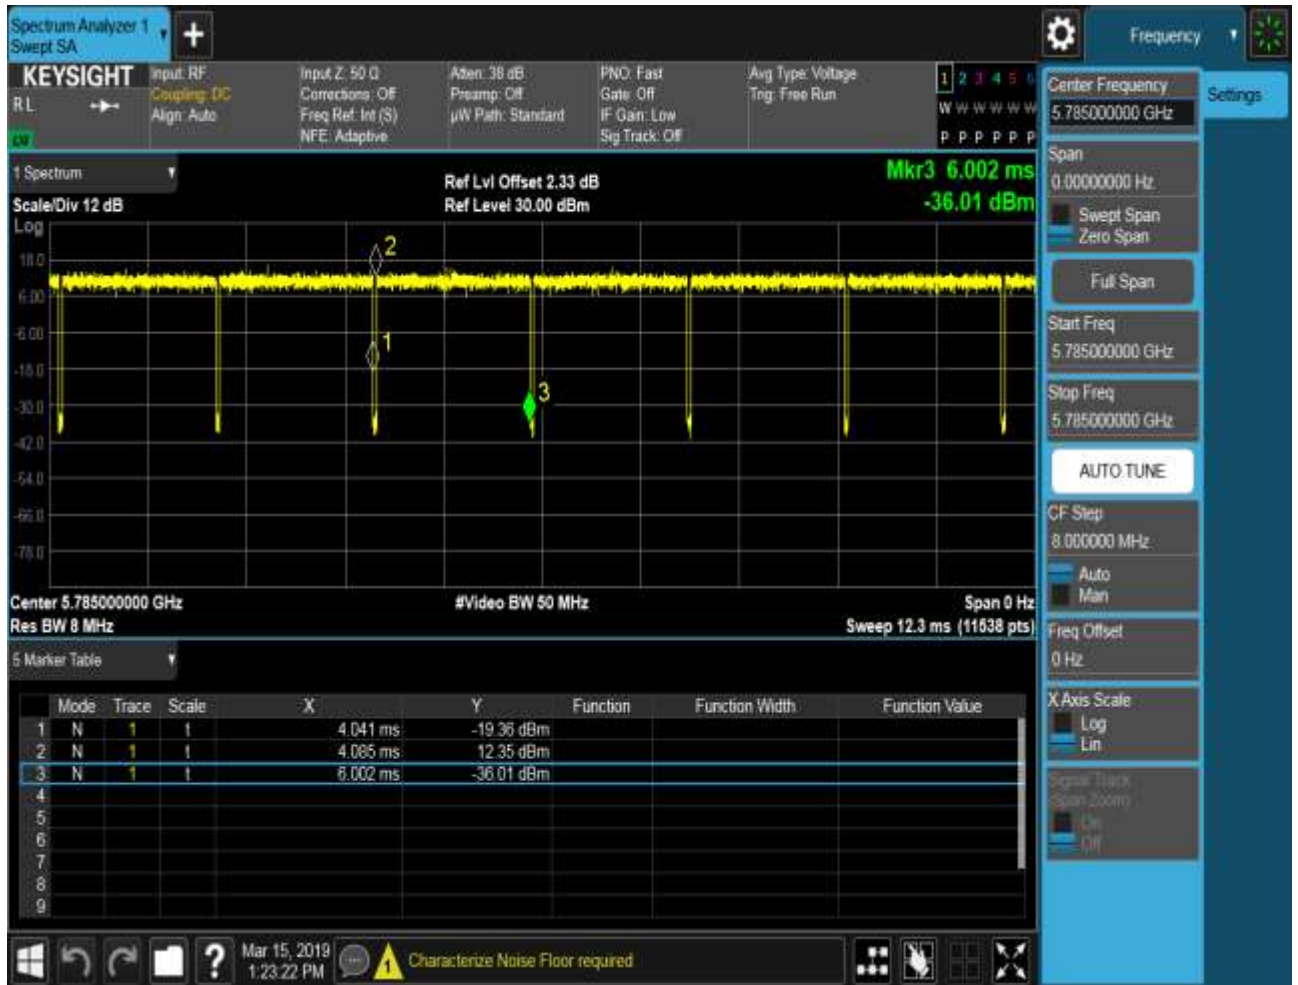 Spectrum Analyzer 1
Swept SA
Frequency
KEYSIGHT
RL
Input: RF
Coupling: DC
Align: Auto
Input Z: 50 Ω
Corrections: Off
Freq Ref: Int (S)
NFE: Adaptive
Atten: 38 dB
Preamp: Off
µW Path: Standard
PNO: Fast
Gate: Off
IF Gain: Low
Sig Track: Off
Avg Type: Voltage
Trig: Free Run
1 2 3 4 5 6
W W W W W W
P P P P P P
1 Spectrum
Scale/Div 12 dB
Log
Ref Lvl Offset 2.33 dB
Ref Level 30.00 dBm
Mkr3 6.002 ms
-36.01 dBm
18.0
6.00
-6.00
-18.0
-30.0
-42.0
-54.0
-66.0
-78.0
2
1
3
Center 5.785000000 GHz
Res BW 8 MHz
#Video BW 50 MHz
Span 0 Hz
Sweep 12.3 ms (11538 pts)
5 Marker Table
Mode Trace Scale X Y Function Function Width Function Value
1 N 1 t 4.041 ms -19.36 dBm
2 N 1 t 4.085 ms 12.35 dBm
3 N 1 t 6.002 ms -36.01 dBm
4
5
6
7
8
9
Mar 15, 2019
1:23:22 PM
?
1
Characterize Noise Floor required
Center Frequency
5.785000000 GHz
Settings
Span
0.00000000 Hz
Swept Span
Zero Span
Full Span
Start Freq
5.785000000 GHz
Stop Freq
5.785000000 GHz
AUTO TUNE
CF Step
8.000000 MHz
Auto
Man
Freq Offset
0 Hz
X Axis Scale
Log
Lin
Signal Track
(Span Zoom)
On
Off